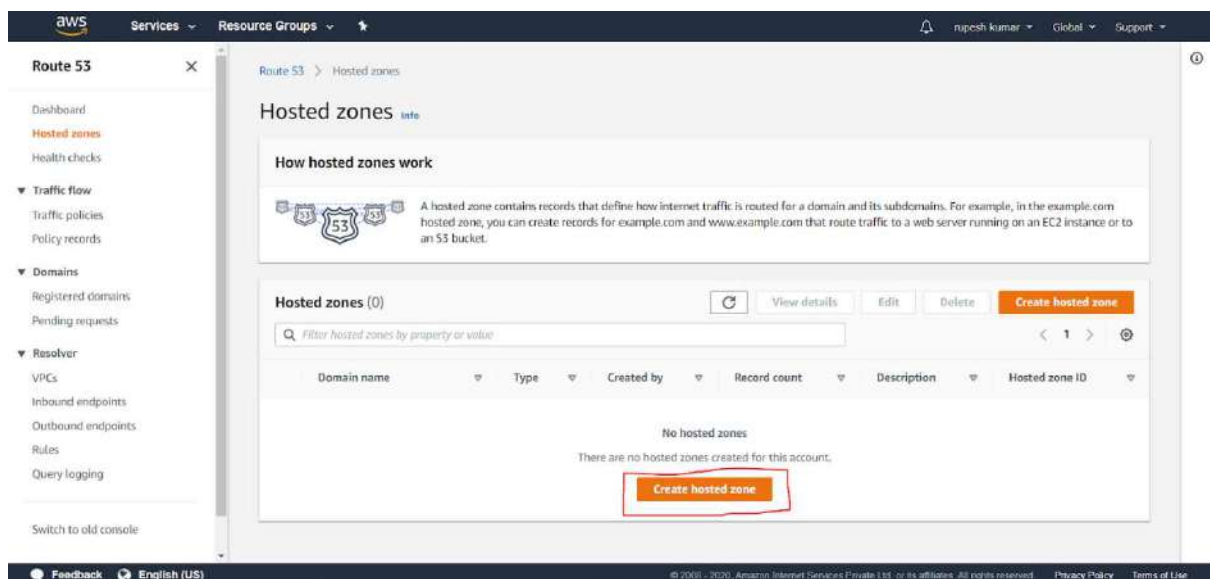 aws Services Resource Groups rupesh kumar Global Support
Route 53
Dashboard
Hosted zones
Health checks
Traffic flow
Traffic policies
Policy records
Domains
Registered domains
Pending requests
Resolver
VPCs
Inbound endpoints
Outbound endpoints
Rules
Query logging
Switch to old console
Route 53 > Hosted zones
Hosted zones Info
How hosted zones work
53 53 53
A hosted zone contains records that define how internet traffic is routed for a domain and its subdomains. For example, in the example.com
hosted zone, you can create records for example.com and www.example.com that route traffic to a web server running on an EC2 instance or to
an S3 bucket.
Hosted zones (0) View details Edit Delete Create hosted zone
Filter hosted zones by property or value < 1 >
Domain name Type Created by Record count Description Hosted zone ID
No hosted zones
There are no hosted zones created for this account.
Create hosted zone
Feedback English (US) © 2008 - 2020, Amazon Internet Services Private Ltd. or its affiliates. All rights reserved. Privacy Policy Terms of Use